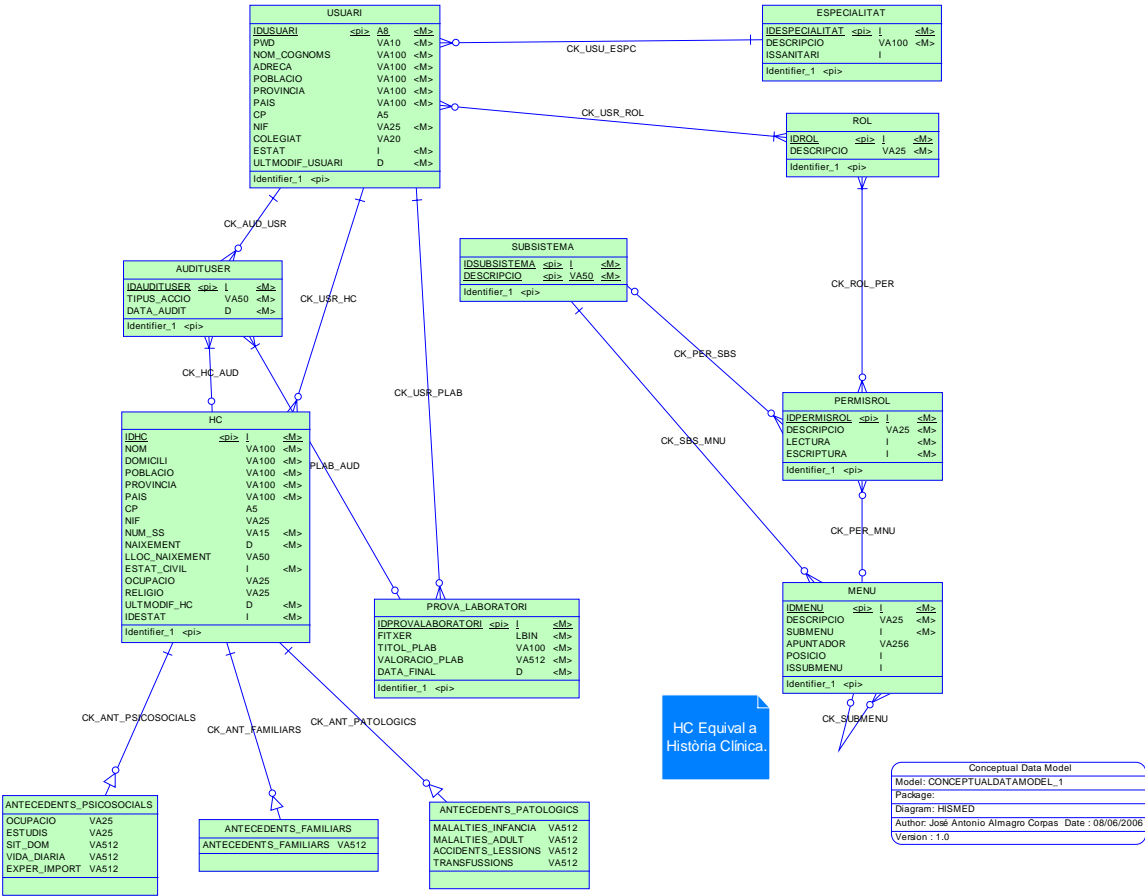 USUARI
IDUSUARI <pi> A8 <M>
PWD VA10 <M>
NOM_COGNOMS VA100 <M>
ADRECA VA100 <M>
POBLACIO VA100 <M>
PROVINCIA VA100 <M>
PAIS VA100 <M>
CP A5
NIF VA25 <M>
COLEGIAT VA20
ESTAT I <M>
ULTMODIF_USUARI D <M>
Identifier_1 <pi>
CK_USU_ESPC
ESPECIALITAT
IDESPECIALITAT <pi> I <M>
DESCRIPCIO VA100 <M>
ISSANITARI I
Identifier_1 <pi>
CK_USR_ROL
ROL
IDROL <pi> I <M>
DESCRIPCIO VA25 <M>
Identifier_1 <pi>
CK_AUD_USR
SUBSISTEMA
IDSUBSISTEMA <pi> I <M>
DESCRIPCIO <pi> VA50 <M>
Identifier_1 <pi>
AUDITUSER
IDAUDITUSER <pi> I <M>
TIPUS_ACCIO VA50 <M>
DATA_AUDIT D <M>
Identifier_1 <pi>
CK_USR_HC
CK_ROL_PER
CK_PER_SBS
CK_HC_AUD
CK_USR_PLAB
PERMISROL
IDPERMISROL <pi> I <M>
DESCRIPCIO VA25 <M>
LECTURA I <M>
ESCRIPTURA I <M>
Identifier_1 <pi>
HC
IDHC <pi> I <M>
NOM VA100 <M>
DOMICILI VA100 <M>
POBLACIO VA100 <M>
PROVINCIA VA100 <M>
PAIS VA100 <M>
CP A5
NIF VA25
NUM_SS VA15 <M>
NAIXEMENT D <M>
LLOC_NAIXEMENT VA50
ESTAT_CIVIL I <M>
OCUPACIO VA25
RELIGIO VA25
ULTMODIF_HC D <M>
IDESTAT I <M>
Identifier_1 <pi>
PLAB_AUD
CK_SBS_MNU
CK_PER_MNU
PROVA_LABORATORI
IDPROVALABORATORI <pi> I <M>
FITXER LBIN <M>
TITOL_PLAB VA100 <M>
VALORACIO_PLAB VA512 <M>
DATA_FINAL D <M>
Identifier_1 <pi>
MENU
IDMENU <pi> I <M>
DESCRIPCIO VA25 <M>
SUBMENU I <M>
APUNTADOR VA256
POSICIO I
ISSUBMENU I
Identifier_1 <pi>
CK_SUBMENU
CK_ANT_PSICOSOCIALS
CK_ANT_FAMILIARS
CK_ANT_PATOLOGICS
HC Equival a
Història Clínica.
ANTECEDENTS_PSICOSOCIALS
OCUPACIO VA25
ESTUDIS VA25
SIT_DOM VA512
VIDA_DIARIA VA512
EXPER_IMPORT VA512
ANTECEDENTS_FAMILIARS
ANTECEDENTS_FAMILIARS VA512
ANTECEDENTS_PATOLOGICS
MALALTIES_INFANCIA VA512
MALALTIES_ADULT VA512
ACCIDENTS_LESSIONS VA512
TRANSFUSSIONS VA512
Conceptual Data Model
Model: CONCEPTUALDATAMODEL_1
Package:
Diagram: HISMED
Author: José Antonio Almagro Corpas Date : 08/06/2006
Version : 1.0